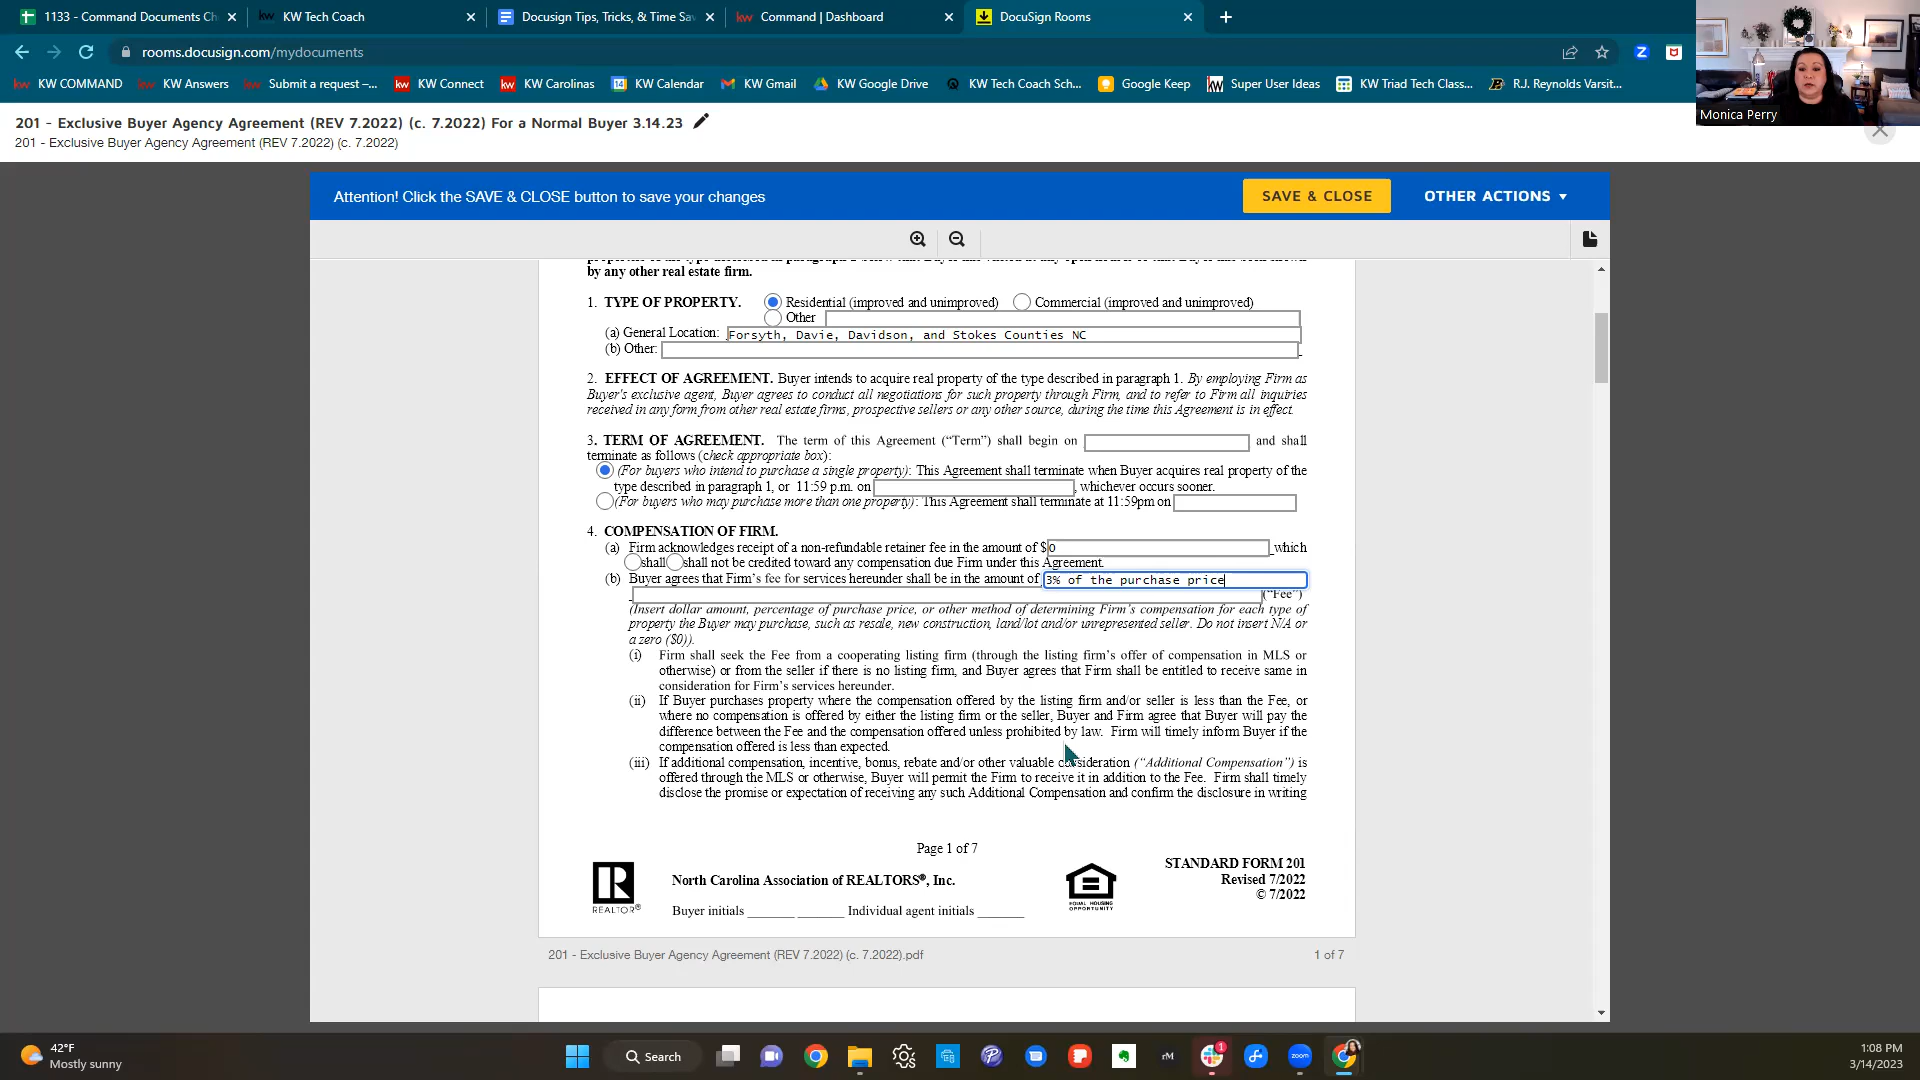 1133 - Command Documents Ch
KW Tech Coach
Docusign Tips, Tricks, & Time Sav
Command | Dashboard
DocuSign Rooms
rooms.docusign.com/mydocuments
KW COMMAND
KW Answers
Submit a request –...
KW Connect
KW Carolinas
KW Calendar
KW Gmail
KW Google Drive
KW Tech Coach Sch...
Google Keep
Super User Ideas
KW Triad Tech Class...
R.J. Reynolds Varsit...
Monica Perry
201 - Exclusive Buyer Agency Agreement (REV 7.2022) (c. 7.2022) For a Normal Buyer 3.14.23
201 - Exclusive Buyer Agency Agreement (REV 7.2022) (c. 7.2022)
Attention! Click the SAVE & CLOSE button to save your changes
SAVE & CLOSE
OTHER ACTIONS
by any other real estate firm.
1. TYPE OF PROPERTY. Residential (improved and unimproved) Commercial (improved and unimproved)
Other
(a) General Location: Forsyth, Davie, Davidson, and Stokes Counties NC
(b) Other:
2. EFFECT OF AGREEMENT. Buyer intends to acquire real property of the type described in paragraph 1. By employing Firm as
Buyer's exclusive agent, Buyer agrees to conduct all negotiations for such property through Firm, and to refer to Firm all inquiries
received in any form from other real estate firms, prospective sellers or any other source, during the time this Agreement is in effect.
3. TERM OF AGREEMENT. The term of this Agreement (“Term”) shall begin on and shall
terminate as follows (check appropriate box):
(For buyers who intend to purchase a single property): This Agreement shall terminate when Buyer acquires real property of the
type described in paragraph 1, or 11:59 p.m. on , whichever occurs sooner.
(For buyers who may purchase more than one property): This Agreement shall terminate at 11:59pm on
4. COMPENSATION OF FIRM.
(a) Firm acknowledges receipt of a non-refundable retainer fee in the amount of $0 which
shall shall not be credited toward any compensation due Firm under this Agreement.
(b) Buyer agrees that Firm's fee for services hereunder shall be in the amount of 3% of the purchase price
(“Fee”)
(Insert dollar amount, percentage of purchase price, or other method of determining Firm's compensation for each type of
property the Buyer may purchase, such as resale, new construction, land/lot and/or unrepresented seller. Do not insert N/A or
a zero ($0)).
(i) Firm shall seek the Fee from a cooperating listing firm (through the listing firm's offer of compensation in MLS or
otherwise) or from the seller if there is no listing firm, and Buyer agrees that Firm shall be entitled to receive same in
consideration for Firm's services hereunder.
(ii) If Buyer purchases property where the compensation offered by the listing firm and/or seller is less than the Fee, or
where no compensation is offered by either the listing firm or the seller, Buyer and Firm agree that Buyer will pay the
difference between the Fee and the compensation offered unless prohibited by law. Firm will timely inform Buyer if the
compensation offered is less than expected.
(iii) If additional compensation, incentive, bonus, rebate and/or other valuable consideration (“Additional Compensation”) is
offered through the MLS or otherwise, Buyer will permit the Firm to receive it in addition to the Fee. Firm shall timely
disclose the promise or expectation of receiving any such Additional Compensation and confirm the disclosure in writing
Page 1 of 7
REALTOR®
North Carolina Association of REALTORS®, Inc.
Buyer initials _______ _______ Individual agent initials _______
EQUAL HOUSING
OPPORTUNITY
STANDARD FORM 201
Revised 7/2022
© 7/2022
201 - Exclusive Buyer Agency Agreement (REV 7.2022) (c. 7.2022).pdf
1 of 7
42°F
Mostly sunny
Search
1:08 PM
3/14/2023